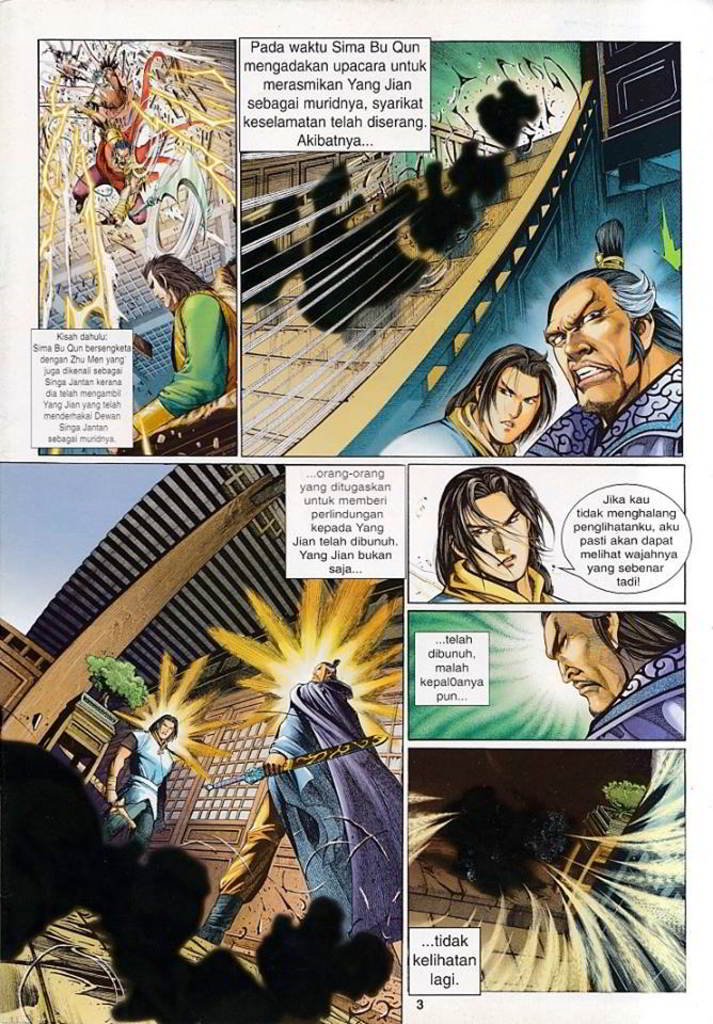 Kisah dahulu:
Sima Bu Qun bersengketa
dengan Zhu Men yang
juga dikenali sebagai
Singa Jantan kerana
dia telah mengambil
Yang Jian yang telah
menderhakai Dewan
Singa Jantan
sebagai muridnya.
Pada waktu Sima Bu Qun
mengadakan upacara untuk
merasmikan Yang Jian
sebagai muridnya, syarikat
keselamatan telah diserang.
Akibatnya...
...orang-orang
yang ditugaskan
untuk memberi
perlindungan
kepada Yang
Jian telah dibunuh.
Yang Jian bukan
saja...
Jika kau
tidak menghalang
penglihatanku, aku
pasti akan dapat
melihat wajahnya
yang sebenar
tadi!
...telah
dibunuh,
malah
kepal0anya
pun...
...tidak
kelihatan
lagi.
3